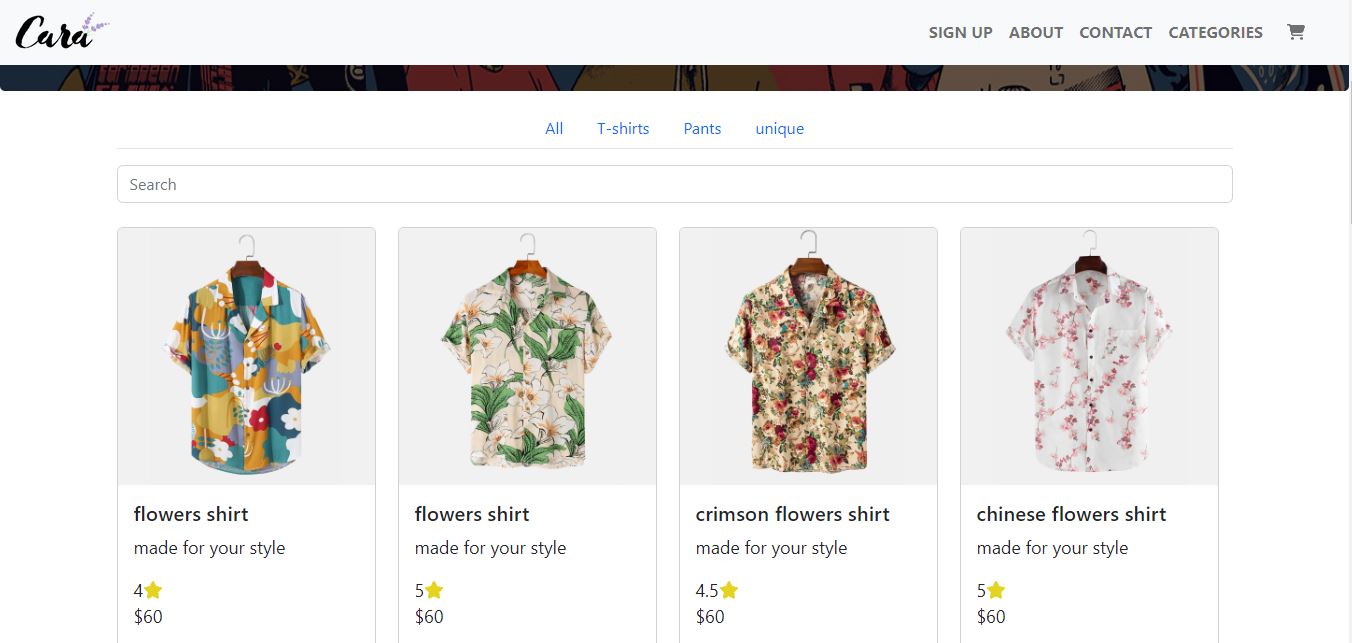 Cara
SIGN UP ABOUT CONTACT CATEGORIES
All T-shirts Pants unique
Search
flowers shirt
made for your style
4
$60
flowers shirt
made for your style
5
$60
crimson flowers shirt
made for your style
4.5
$60
chinese flowers shirt
made for your style
5
$60